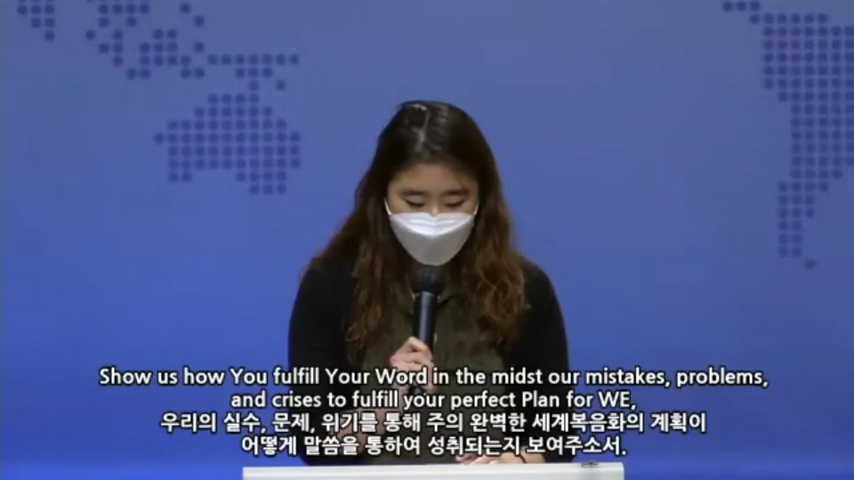 Show us how You fulfill Your Word in the midst our mistakes, problems,
and crises to fulfill your perfect Plan for WE,
우리의 실수, 문제, 위기를 통해 주의 완벽한 세계복음화의 계획이
어떻게 말씀을 통하여 성취되는지 보여주소서.